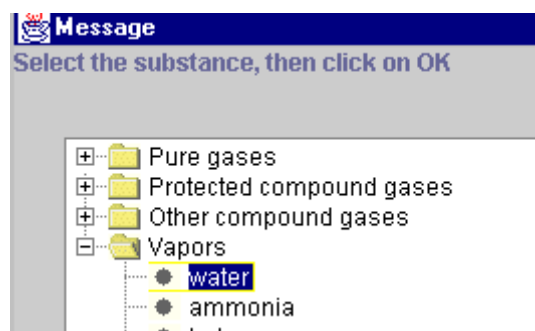 Message
Select the substance, then click on OK
Pure gases
Protected compound gases
Other compound gases
Vapors
water
ammonia